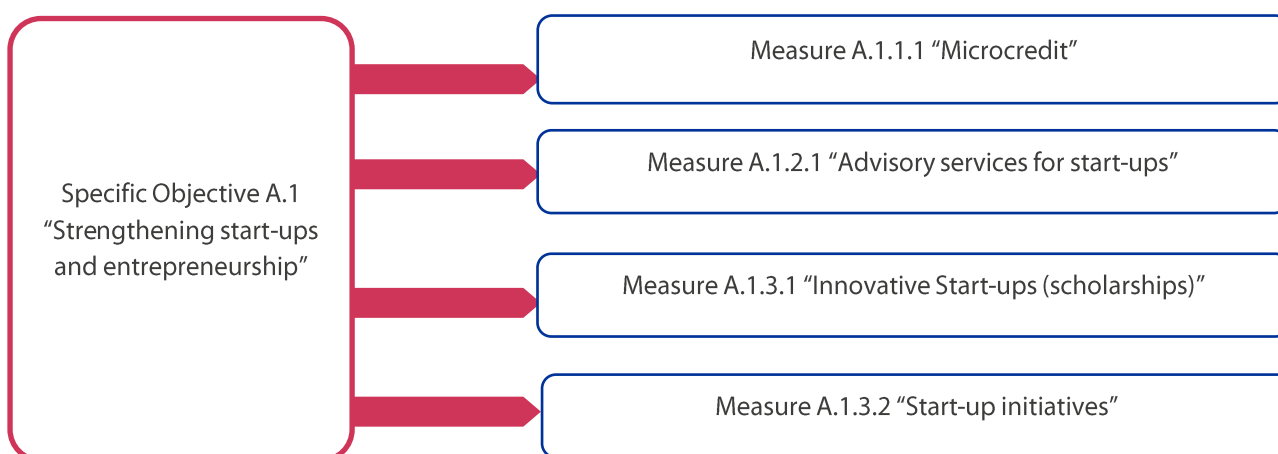 Specific Objective A.1
“Strengthening start-ups
and entrepreneurship”
Measure A.1.1.1 “Microcredit”
Measure A.1.2.1 “Advisory services for start-ups”
Measure A.1.3.1 “Innovative Start-ups (scholarships)”
Measure A.1.3.2 “Start-up initiatives”